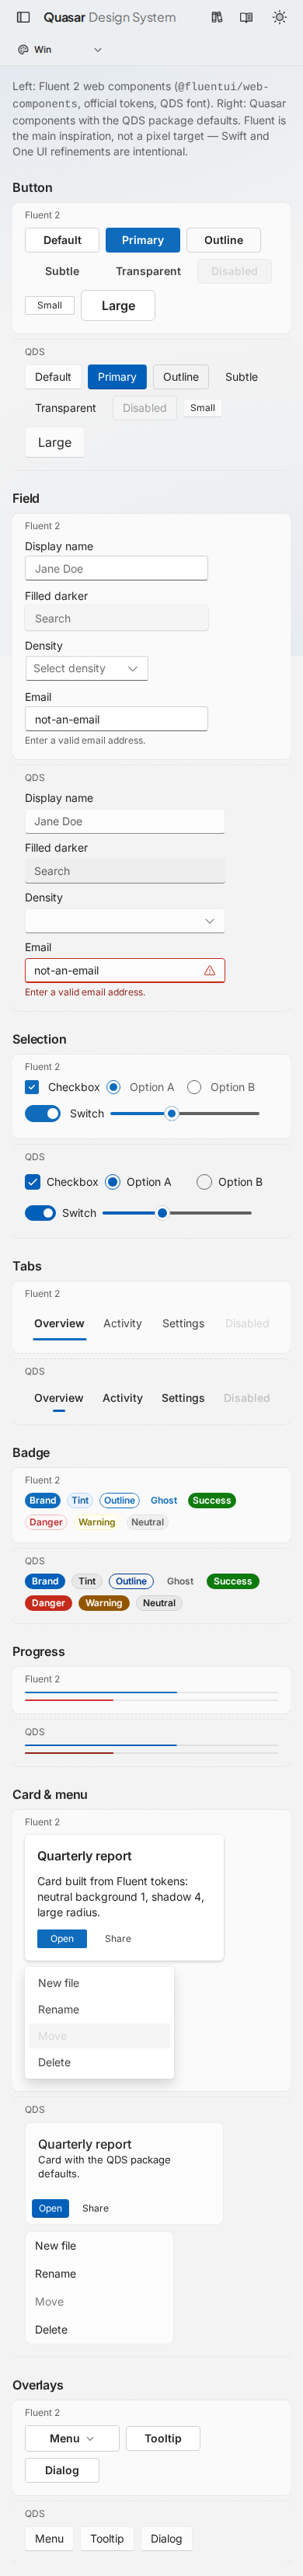 Quasar Design System
Win
Left: Fluent 2 web components (@fluentui/web-
components, official tokens, QDS font). Right: Quasar
components with the QDS package defaults. Fluent is
the main inspiration, not a pixel target — Swift and
One UI refinements are intentional.
Button
Fluent 2
Default Primary Outline
Subtle Transparent Disabled
Small Large
QDS
Default Primary Outline Subtle
Transparent Disabled Small
Large
Field
Fluent 2
Display name
Jane Doe
Filled darker
Search
Density
Select density
Email
not-an-email
Enter a valid email address.
QDS
Display name
Jane Doe
Filled darker
Search
Density
Email
not-an-email
Enter a valid email address.
Selection
Fluent 2
Checkbox Option A Option B
Switch
QDS
Checkbox Option A Option B
Switch
Tabs
Fluent 2
Overview Activity Settings Disabled
QDS
Overview Activity Settings Disabled
Badge
Fluent 2
Brand Tint Outline Ghost Success
Danger Warning Neutral
QDS
Brand Tint Outline Ghost Success
Danger Warning Neutral
Progress
Fluent 2
QDS
Card & menu
Fluent 2
Quarterly report
Card built from Fluent tokens:
neutral background 1, shadow 4,
large radius.
Open Share
New file
Rename
Move
Delete
QDS
Quarterly report
Card with the QDS package
defaults.
Open Share
New file
Rename
Move
Delete
Overlays
Fluent 2
Menu Tooltip
Dialog
QDS
Menu Tooltip Dialog